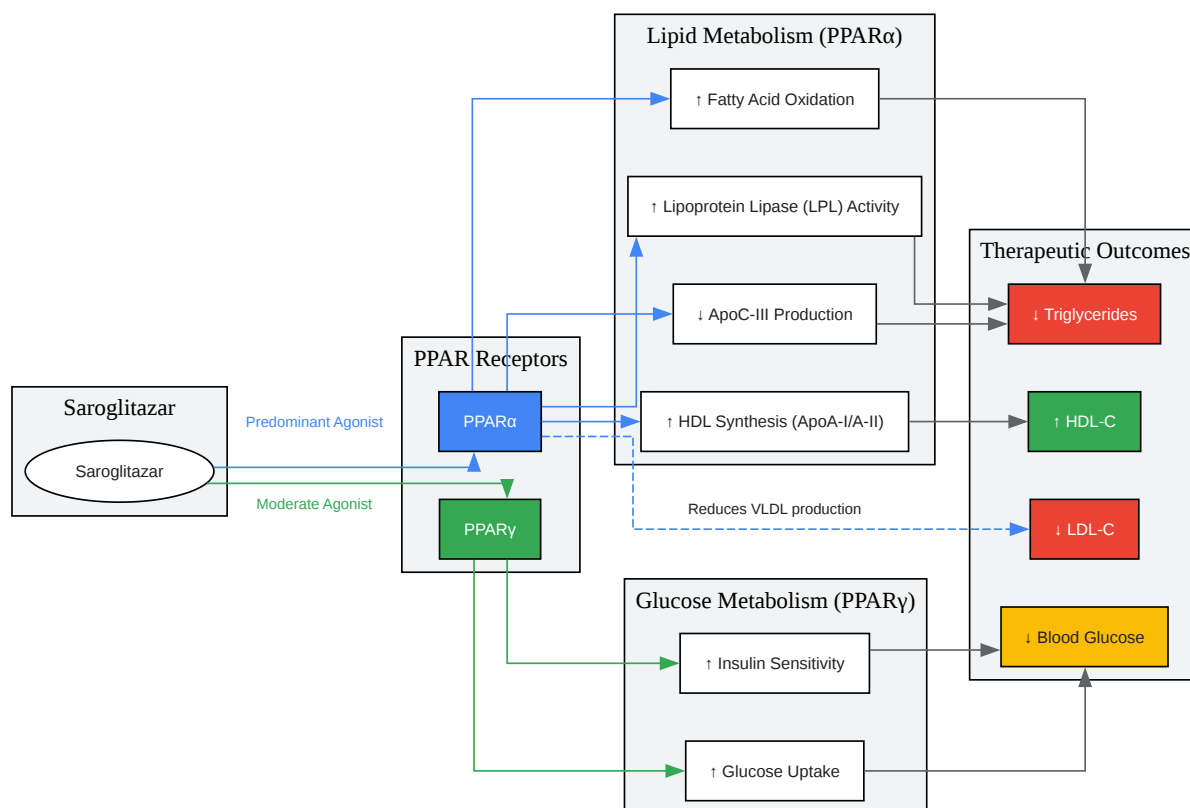 Lipid Metabolism (PPARα)
↑ Fatty Acid Oxidation
↑ Lipoprotein Lipase (LPL) Activity
↓ ApoC-III Production
↑ HDL Synthesis (ApoA-I/A-II)
Therapeutic Outcomes
↓ Triglycerides
↑ HDL-C
↓ LDL-C
↓ Blood Glucose
PPAR Receptors
PPARα
PPARγ
Saroglitazar
Saroglitazar
Predominant Agonist
Moderate Agonist
Reduces VLDL production
Glucose Metabolism (PPARγ)
↑ Insulin Sensitivity
↑ Glucose Uptake